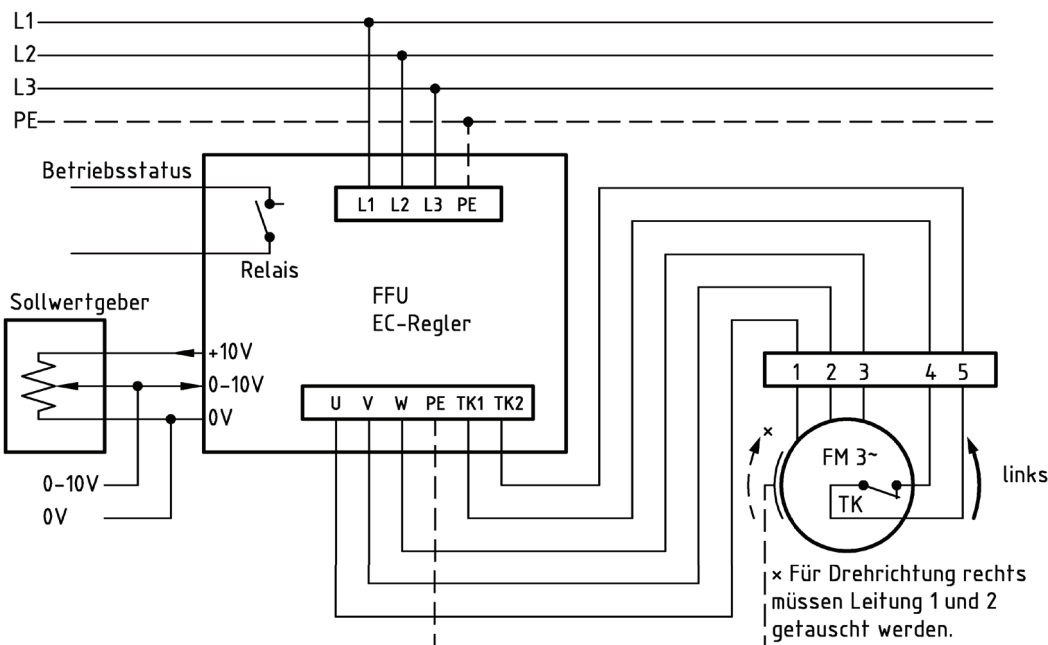 L1
L2
L3
PE
Betriebsstatus
L1 L2 L3 PE
Relais
FFU
EC-Regler
Sollwertgeber
+10V
0-10V
0V
U V W PE TK1 TK2
0-10V
0V
1 2 3 4 5
×
FM 3~
TK
links
× Für Drehrichtung rechts
müssen Leitung 1 und 2
getauscht werden.